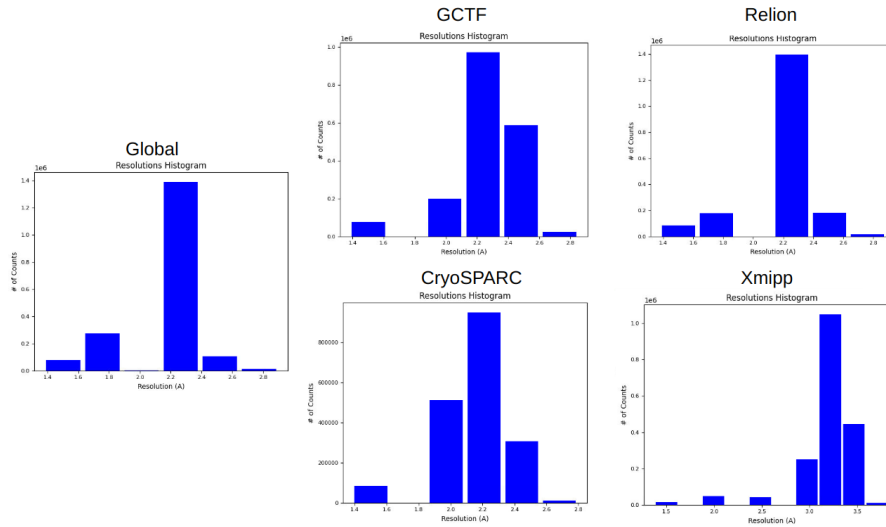 GCTF
Resolutions Histogram
1e6
1.0
0.8
0.6
0.4
0.2
0.0
# of Counts
1.4 1.6 2.0 2.2 2.4 2.6 2.8
Resolution (A)
Relion
Resolutions Histogram
1e6
1.4
1.2
1.0
0.8
0.6
0.4
0.2
0.0
# of Counts
1.4 1.6 1.8 2.0 2.2 2.4 2.6 2.8
Resolution (A)
Global
Resolutions Histogram
1e6
1.4
1.2
1.0
0.8
0.6
0.4
0.2
0.0
# of Counts
1.4 1.6 1.8 2.0 2.2 2.4 2.6 2.8
Resolution (A)
CryoSPARC
Resolutions Histogram
800000
600000
400000
200000
0
# of Counts
1.4 1.6 2.0 2.2 2.4 2.6 2.8
Resolution (A)
Xmipp
Resolutions Histogram
1e6
1.0
0.8
0.6
0.4
0.2
0.0
# of Counts
1.5 2.0 2.5 3.0 3.5
Resolution (A)